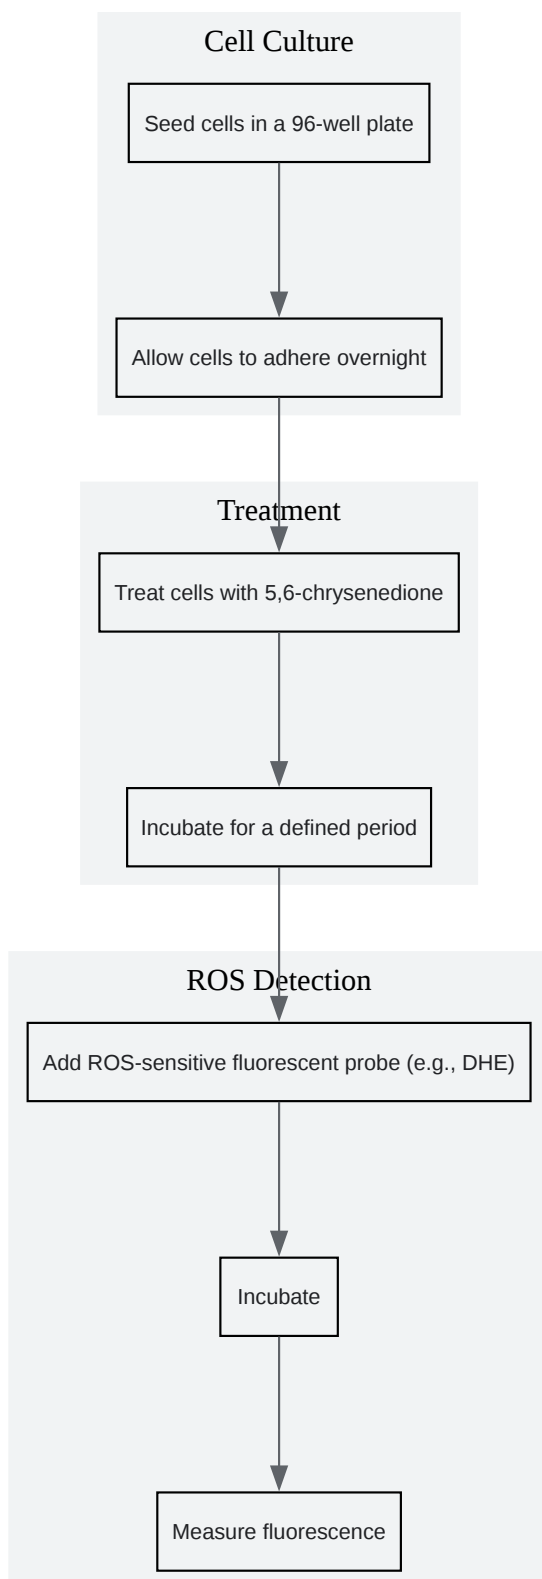 Cell Culture
Seed cells in a 96-well plate
Allow cells to adhere overnight
Treatment
Treat cells with 5,6-chrysenedione
Incubate for a defined period
ROS Detection
Add ROS-sensitive fluorescent probe (e.g., DHE)
Incubate
Measure fluorescence